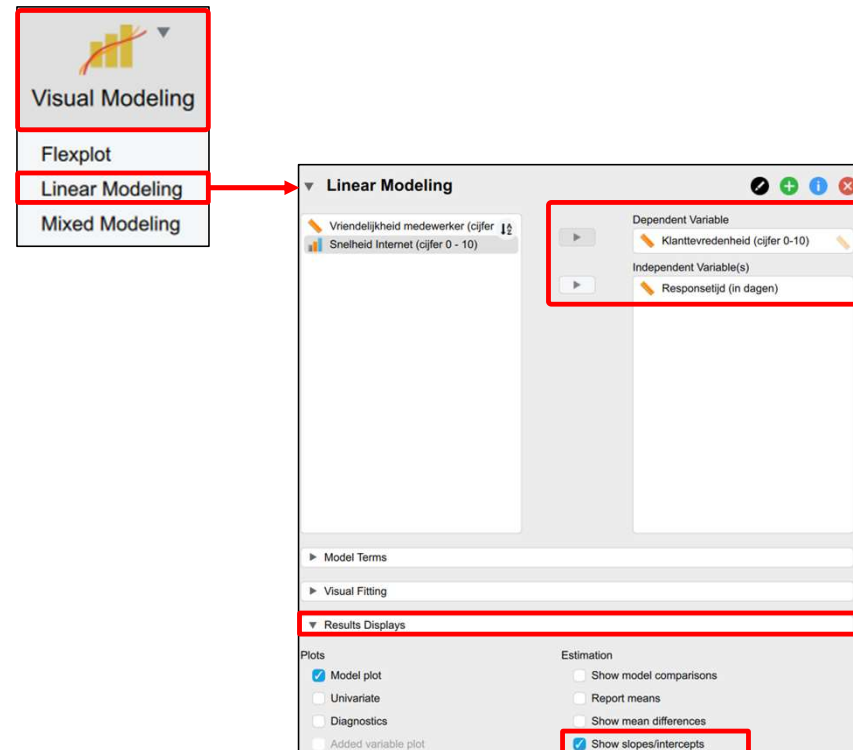 Visual Modeling
Flexplot
Linear Modeling
Mixed Modeling
Linear Modeling
Vriendelijkheid medewerker (cijfer
Snelheid Internet (cijfer 0 - 10)
Dependent Variable
Klanttevredenheid (cijfer 0-10)
Independent Variable(s)
Responsetijd (in dagen)
Model Terms
Visual Fitting
Results Displays
Plots
Model plot
Univariate
Diagnostics
Added variable plot
Estimation
Show model comparisons
Report means
Show mean differences
Show slopes/intercepts